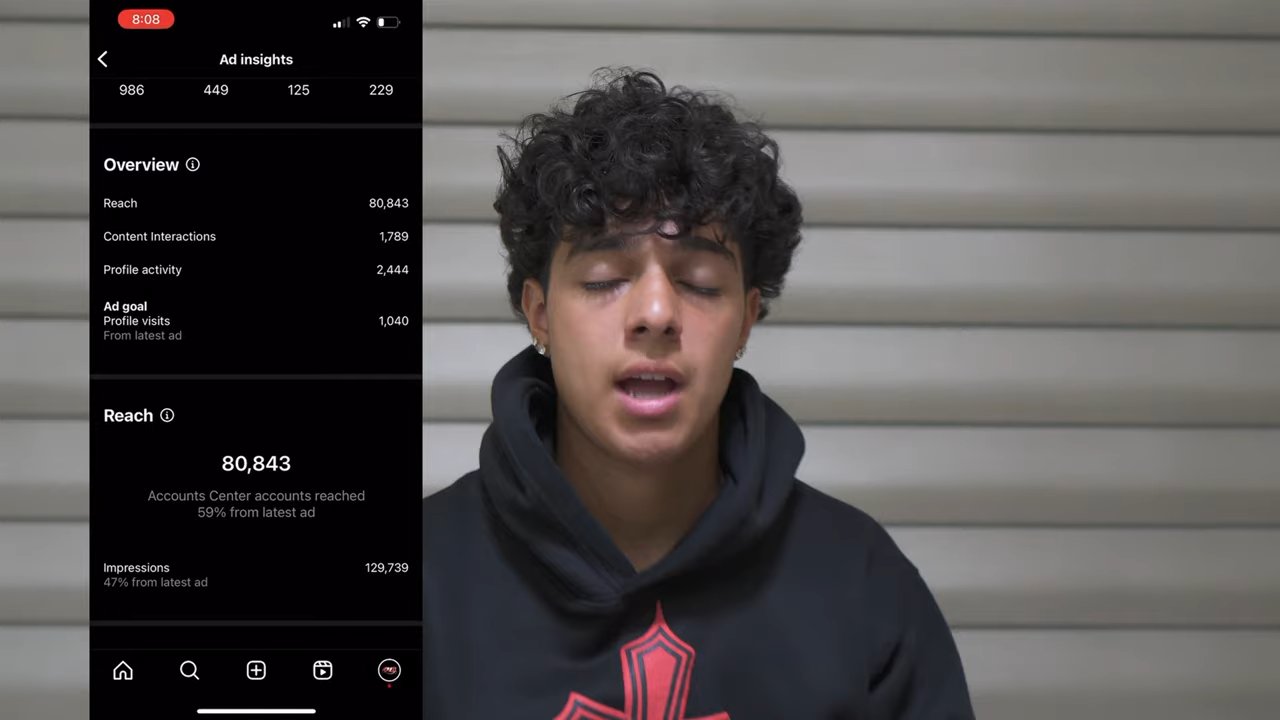 8:08
Ad insights
986 449 125 229
Overview
Reach 80,843
Content Interactions 1,789
Profile activity 2,444
Ad goal
Profile visits 1,040
From latest ad
Reach
80,843
Accounts Center accounts reached
59% from latest ad
Impressions 129,739
47% from latest ad